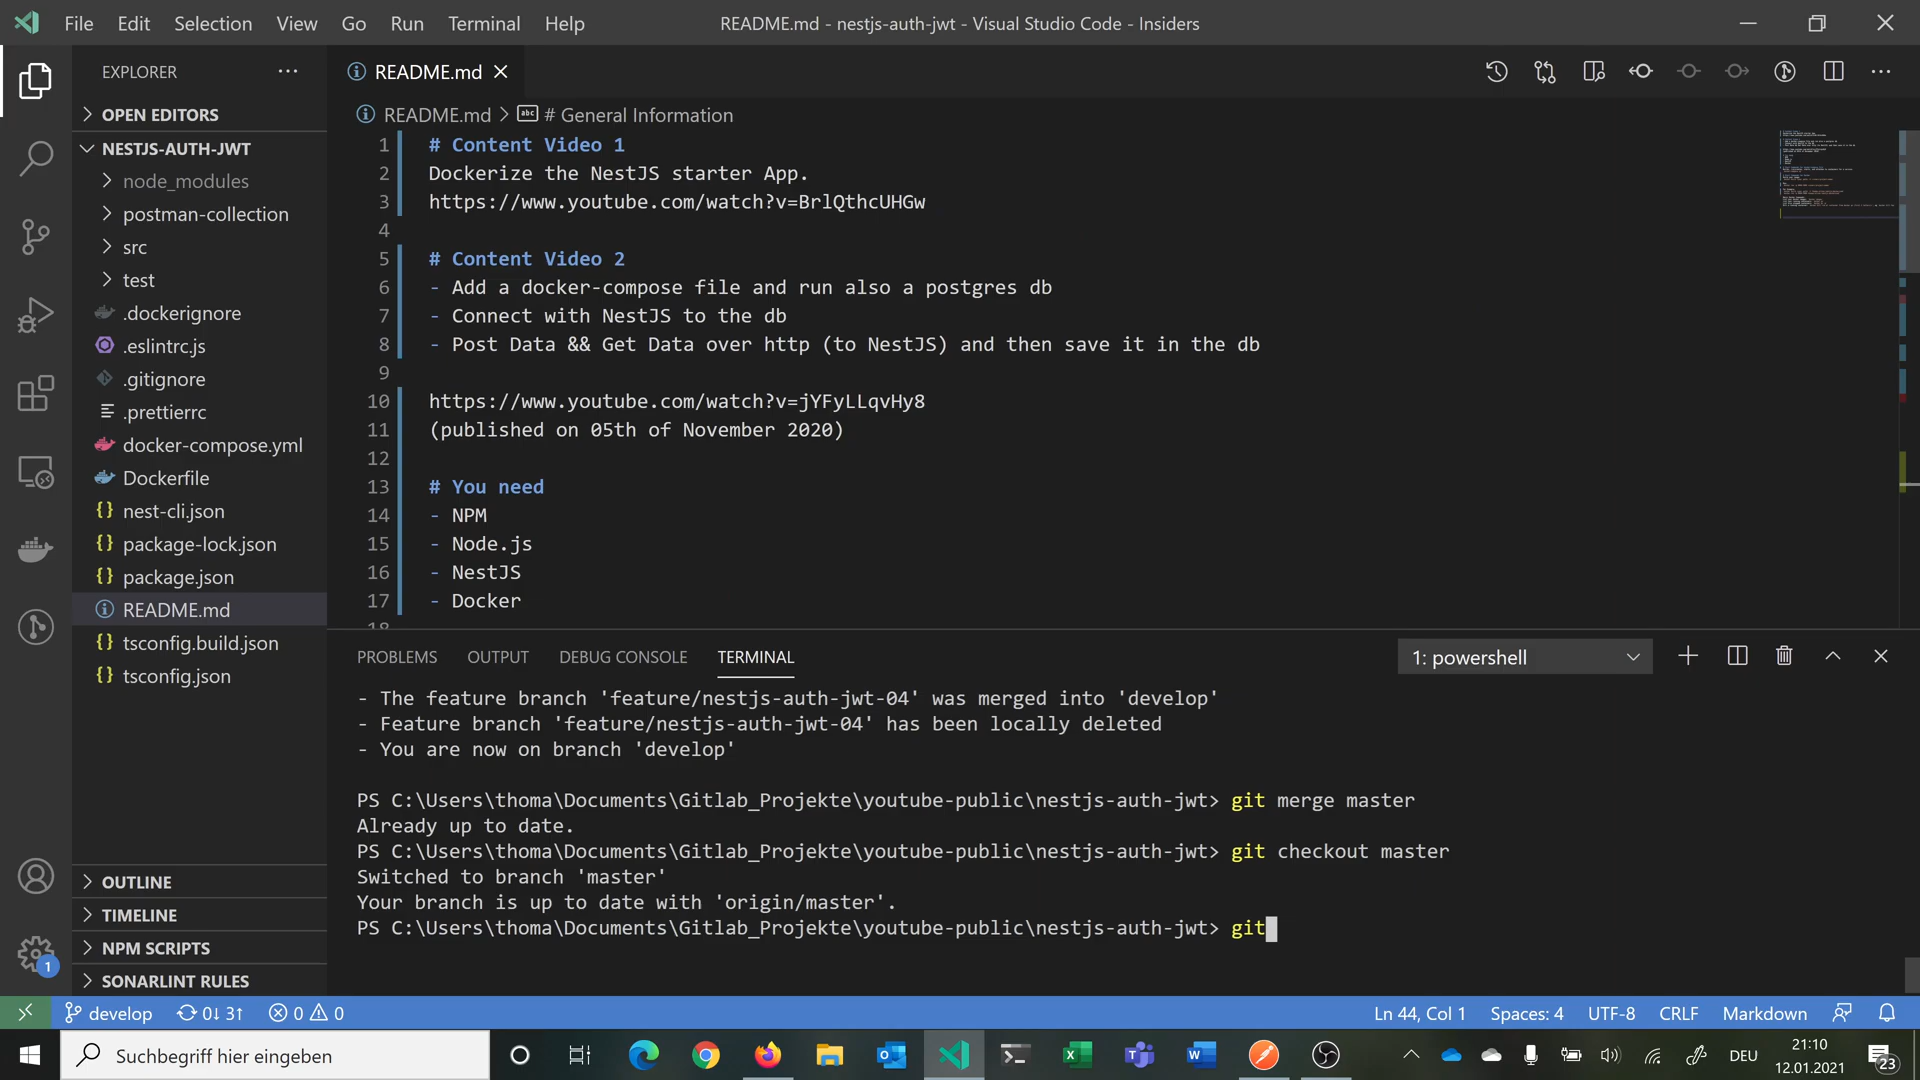 File Edit Selection View Go Run Terminal Help
README.md - nestjs-auth-jwt - Visual Studio Code - Insiders
EXPLORER
README.md
OPEN EDITORS
README.md > # General Information
NESTJS-AUTH-JWT
node_modules
postman-collection
src
test
.dockerignore
.eslintrc.js
.gitignore
.prettierrc
docker-compose.yml
Dockerfile
nest-cli.json
package-lock.json
package.json
README.md
tsconfig.build.json
tsconfig.json
OUTLINE
TIMELINE
NPM SCRIPTS
SONARLINT RULES
1 # Content Video 1
2 Dockerize the NestJS starter App.
3 https://www.youtube.com/watch?v=BrlQthcUHGw
4
5 # Content Video 2
6 - Add a docker-compose file and run also a postgres db
7 - Connect with NestJS to the db
8 - Post Data && Get Data over http (to NestJS) and then save it in the db
9
10 https://www.youtube.com/watch?v=jYFyLLqvHy8
11 (published on 05th of November 2020)
12
13 # You need
14 - NPM
15 - Node.js
16 - NestJS
17 - Docker
18
PROBLEMS OUTPUT DEBUG CONSOLE TERMINAL
1: powershell
- The feature branch 'feature/nestjs-auth-jwt-04' was merged into 'develop'
- Feature branch 'feature/nestjs-auth-jwt-04' has been locally deleted
- You are now on branch 'develop'
PS C:\Users\thoma\Documents\Gitlab_Projekte\youtube-public\nestjs-auth-jwt> git merge master
Already up to date.
PS C:\Users\thoma\Documents\Gitlab_Projekte\youtube-public\nestjs-auth-jwt> git checkout master
Switched to branch 'master'
Your branch is up to date with 'origin/master'.
PS C:\Users\thoma\Documents\Gitlab_Projekte\youtube-public\nestjs-auth-jwt> git
1
develop 0↓ 3↑ 0 0
Ln 44, Col 1 Spaces: 4 UTF-8 CRLF Markdown
Suchbegriff hier eingeben
DEU
21:10
12.01.2021
23